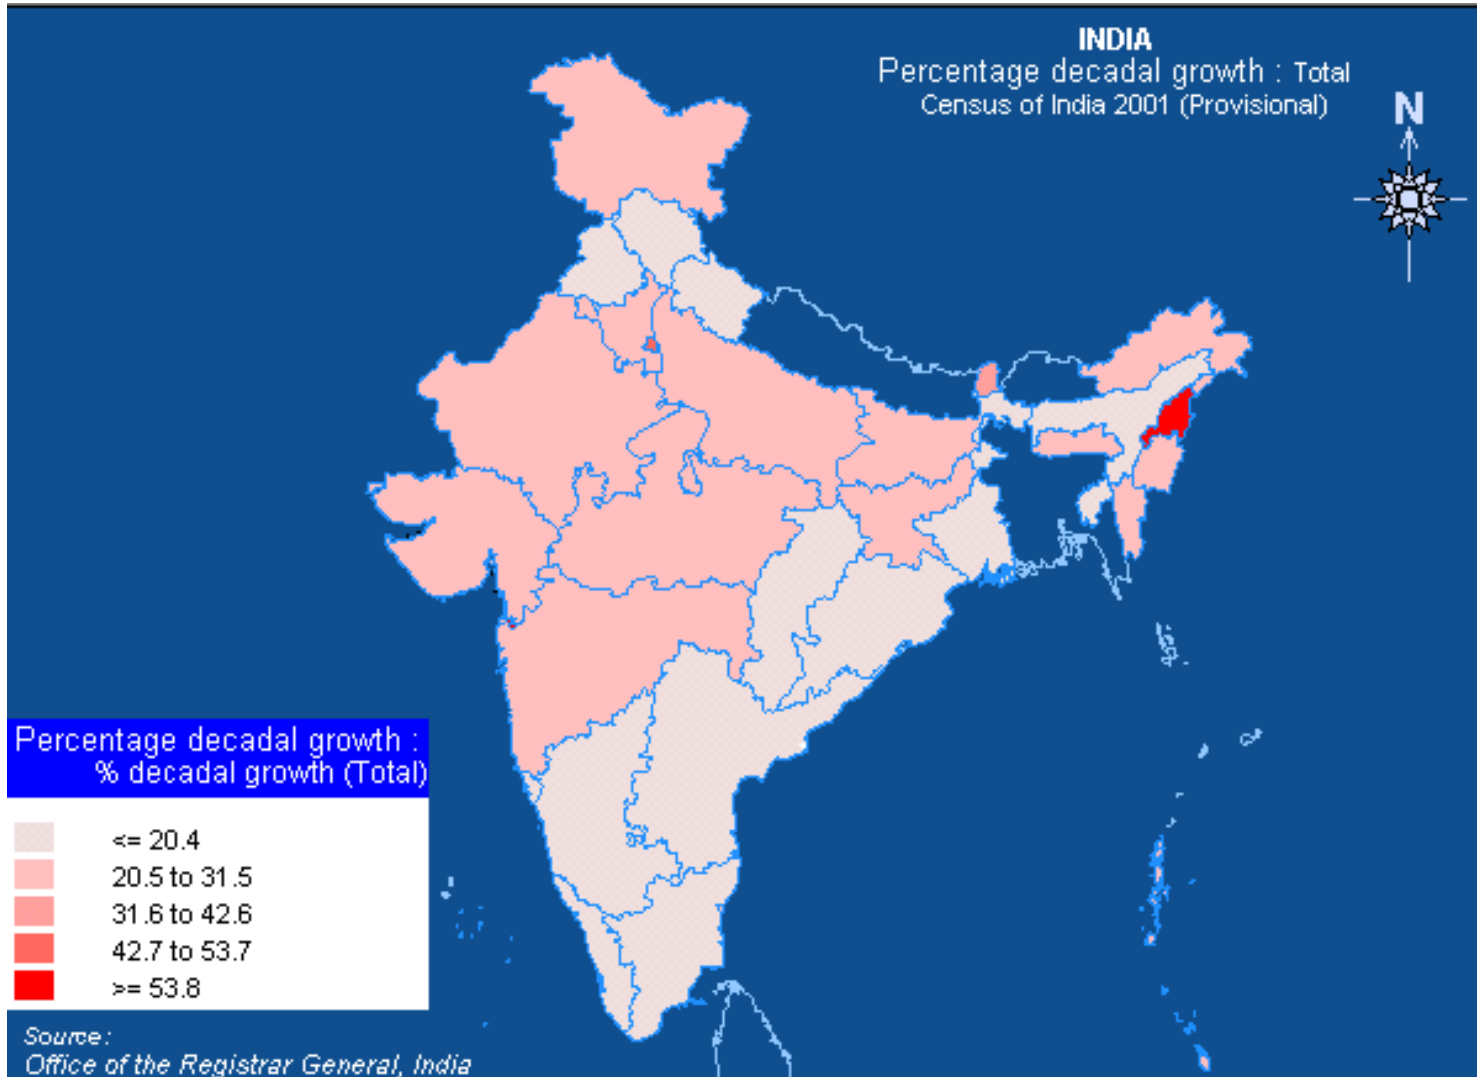 INDIA
Percentage decadal growth : Total
Census of India 2001 (Provisional)
N
Percentage decadal growth :
% decadal growth (Total)
<= 20.4
20.5 to 31.5
31.6 to 42.6
42.7 to 53.7
>= 53.8
Source:
Office of the Registrar General, India